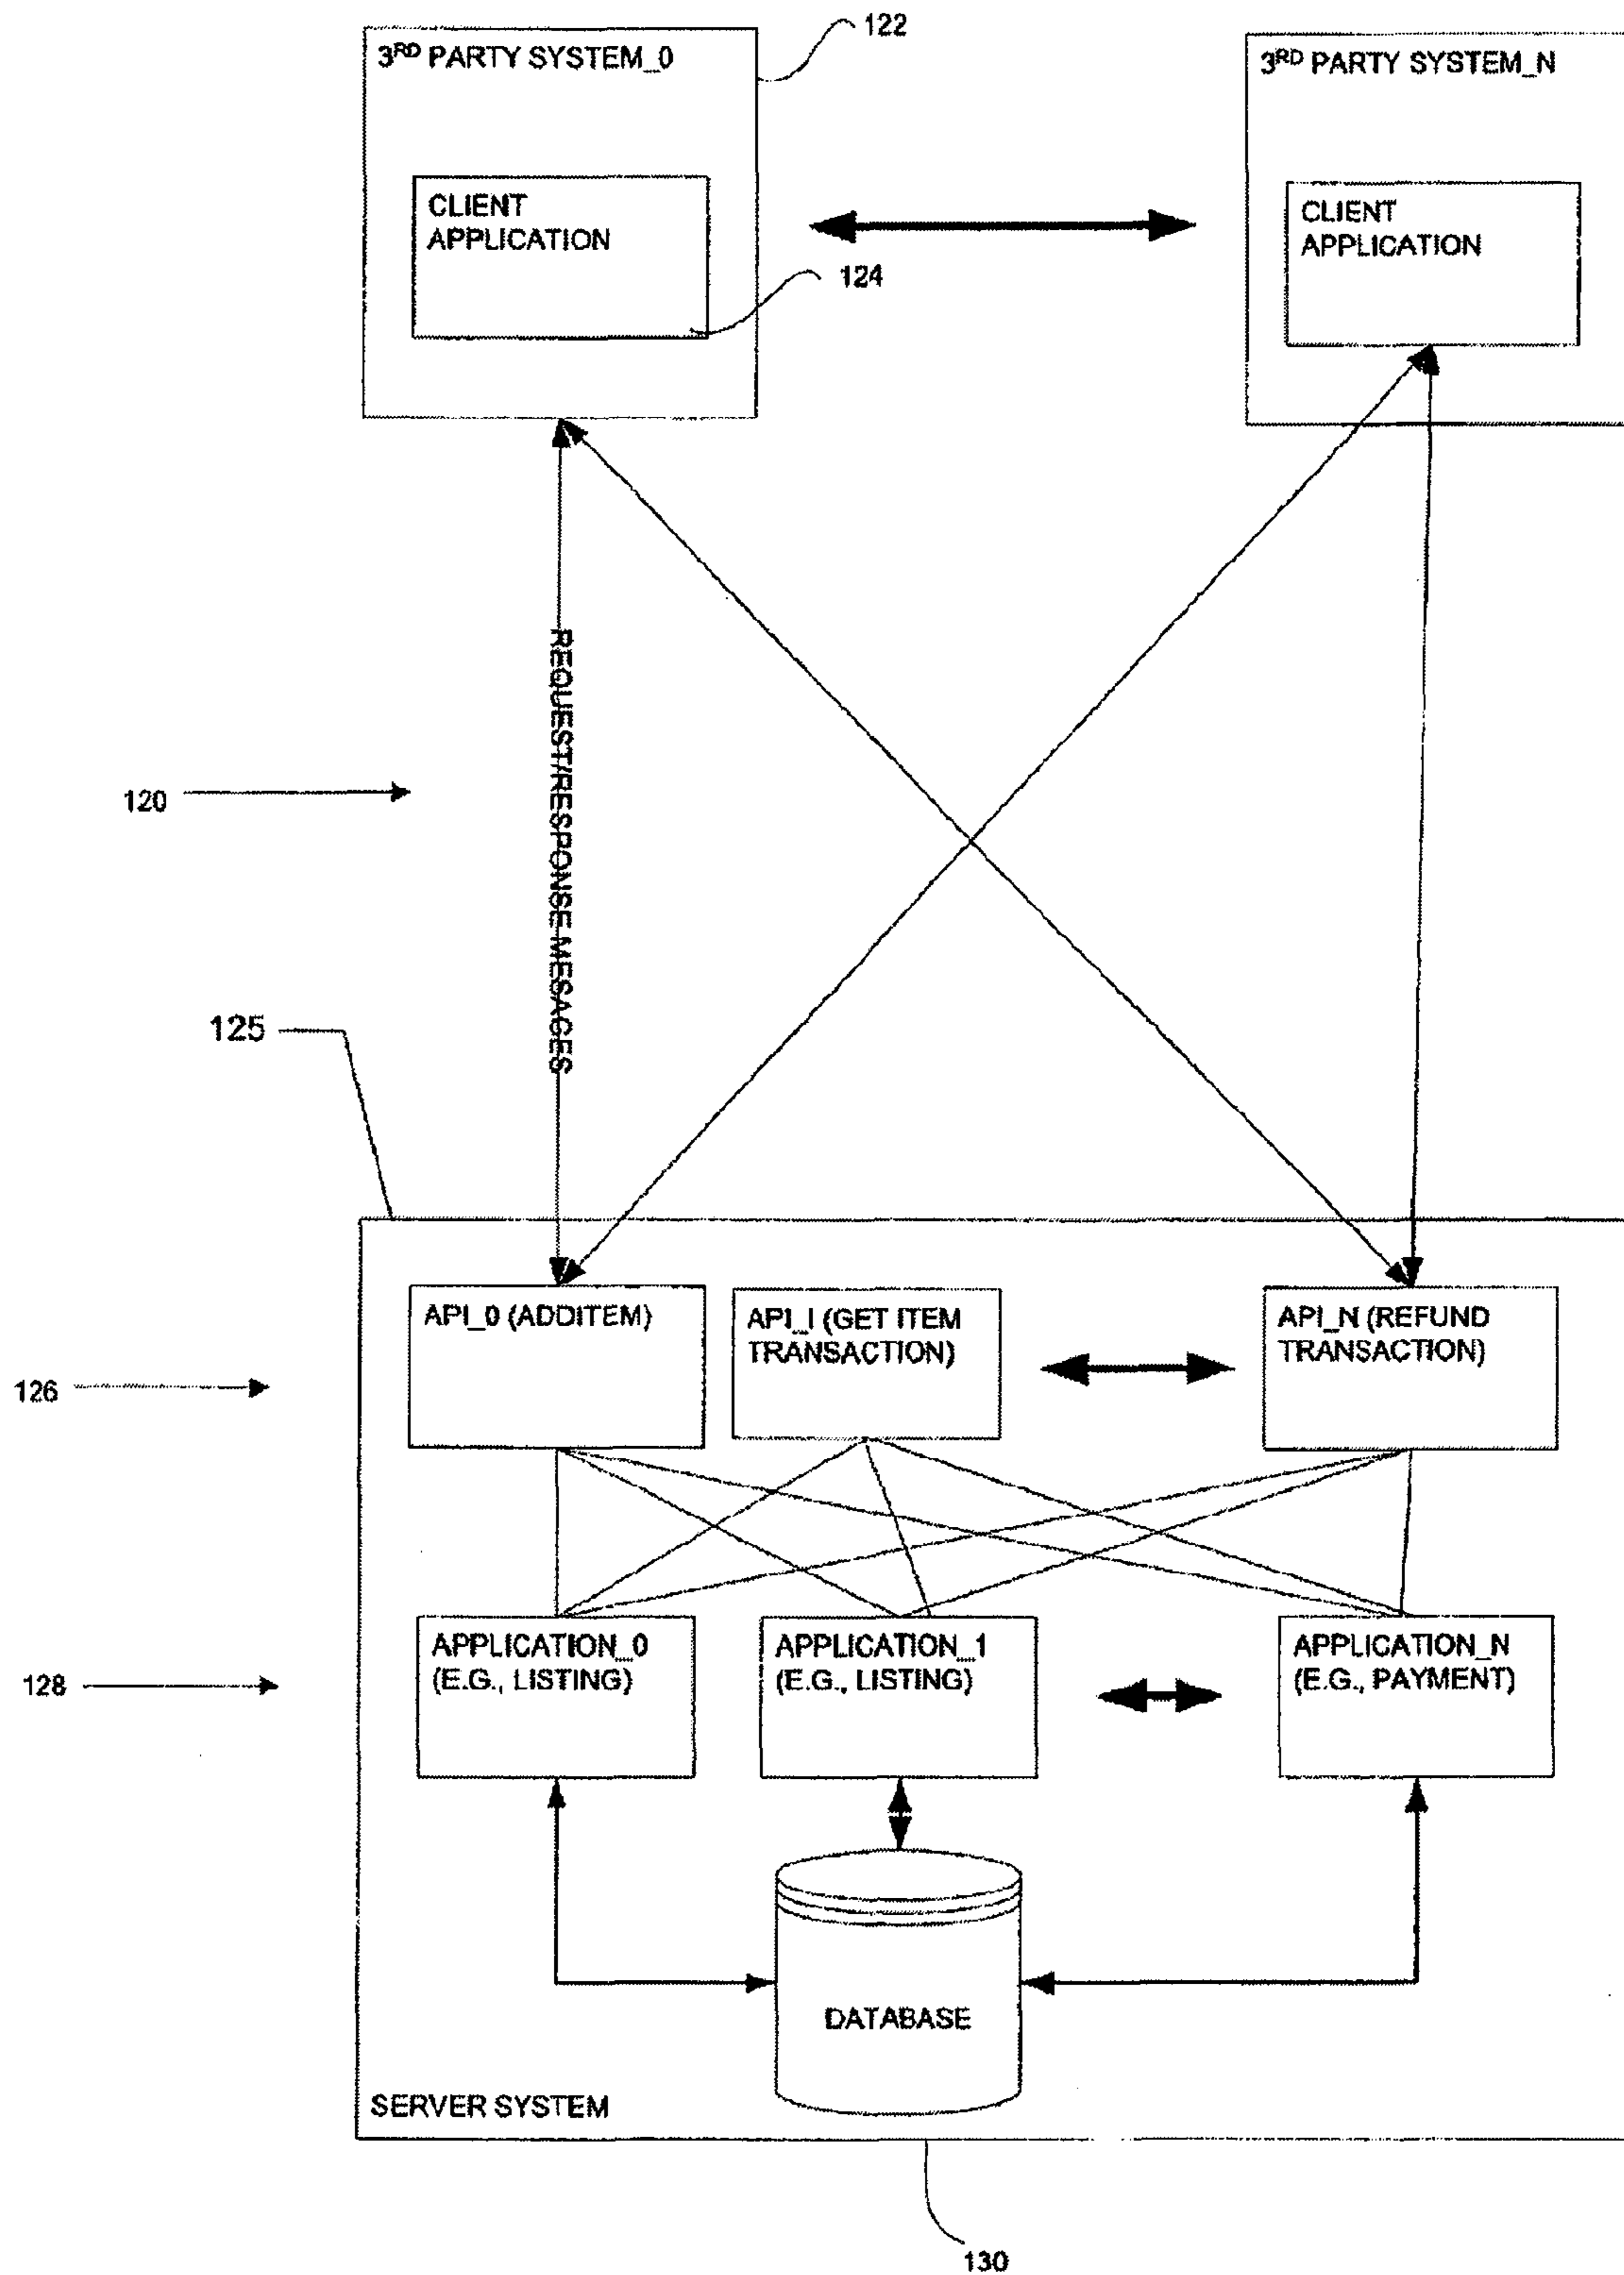 122
3RD PARTY SYSTEM_0
3RD PARTY SYSTEM_N
CLIENT
APPLICATION
CLIENT
APPLICATION
124
REQUEST/RESPONSE MESAGES
120
125
API_0 (ADDITEM)
API_I (GET ITEM
TRANSACTION)
API_N (REFUND
TRANSACTION)
126
APPLICATION_0
(E.G., LISTING)
APPLICATION_1
(E.G., LISTING)
APPLICATION_N
(E.G., PAYMENT)
128
DATABASE
SERVER SYSTEM
130